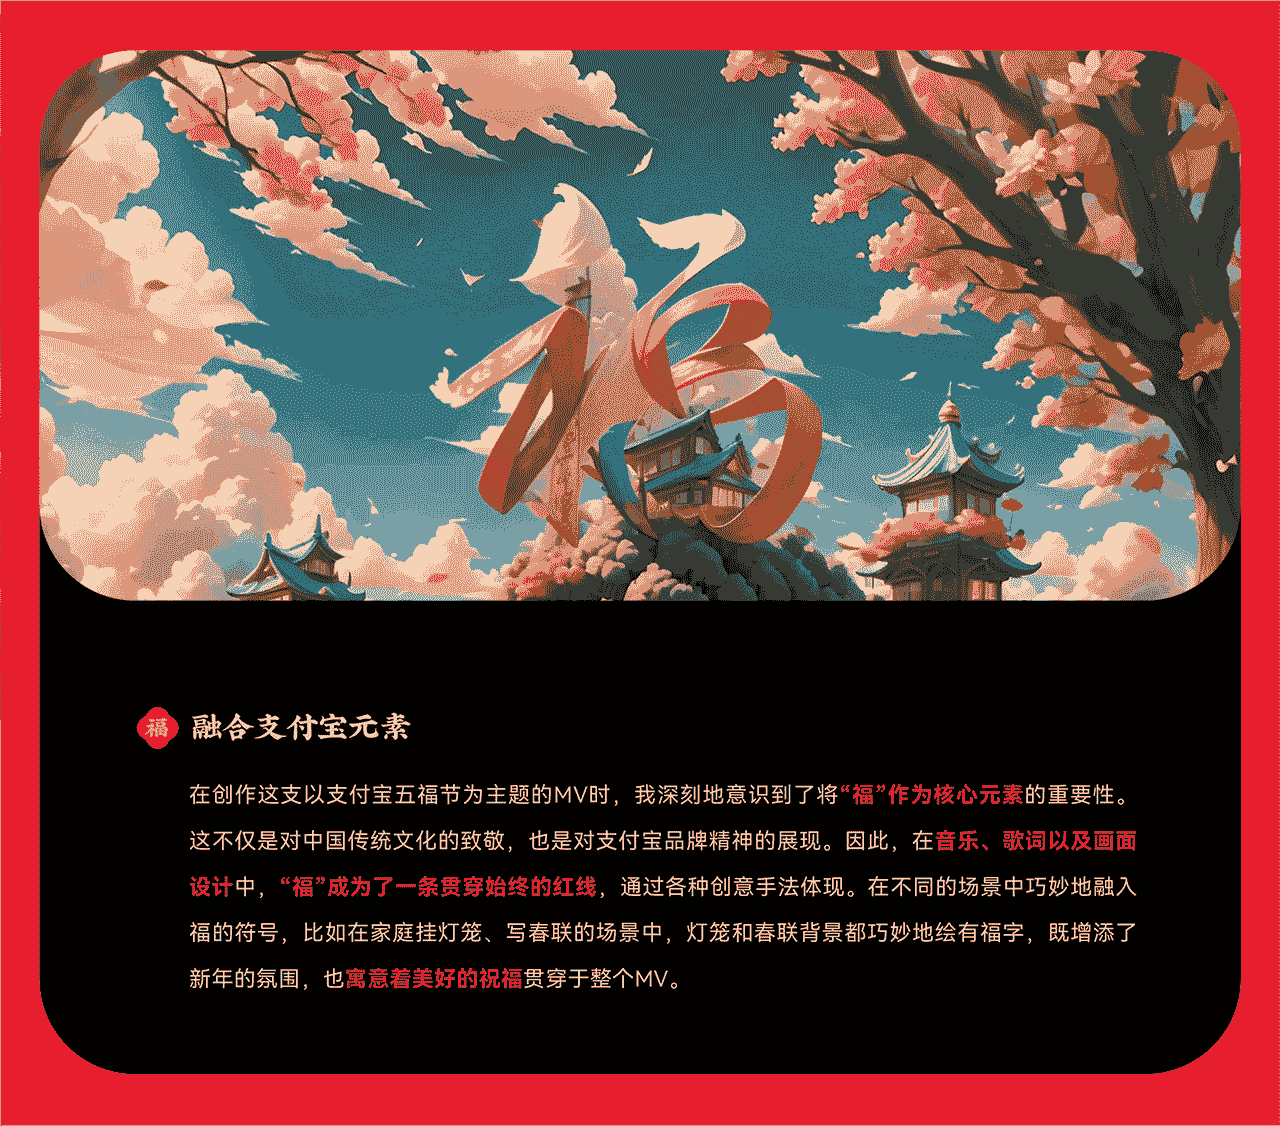 福
福 融合支付宝元素
在创作这支以支付宝五福节为主题的MV时，我深刻地意识到了将“福”作为核心元素的重要性。
这不仅是对中国传统文化的致敬，也是对支付宝品牌精神的展现。因此，在音乐、歌词以及画面
设计中，“福”成为了一条贯穿始终的红线，通过各种创意手法体现。在不同的场景中巧妙地融入
福的符号，比如在家庭挂灯笼、写春联的场景中，灯笼和春联背景都巧妙地绘有福字，既增添了
新年的氛围，也寓意着美好的祝福贯穿于整个MV。